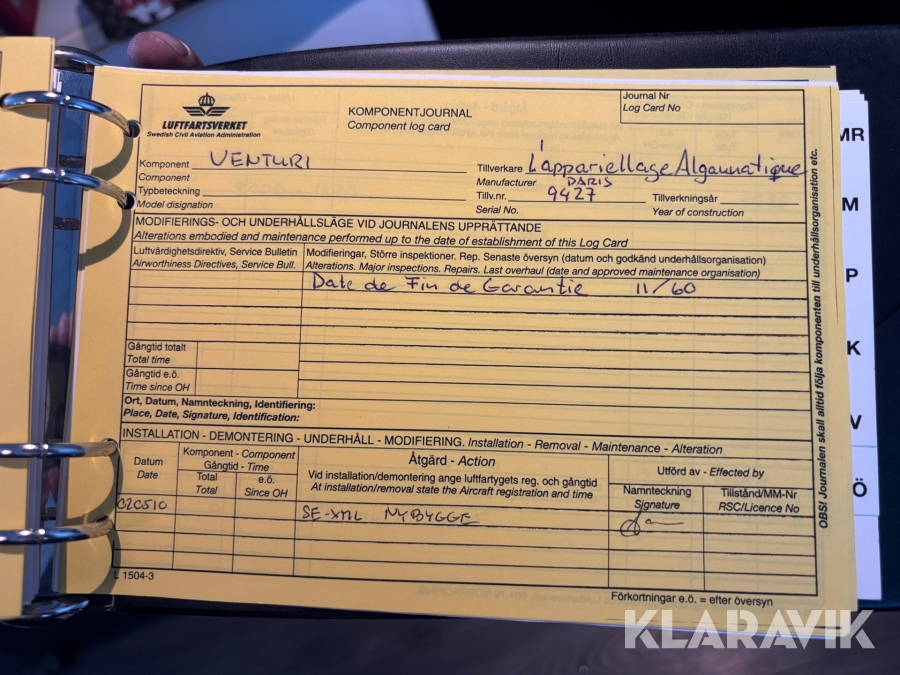 LUFTFARTSVERKET
Swedish Civil Aviation Administration
KOMPONENTJOURNAL
Component log card
Journal Nr
Log Card No
Komponent VENTURI
Component
Typbeteckning
Model disignation
Tillverkare L'appariellage Algaunatique
Manufacturer PARIS
Tillv.nr. 9427
Serial No.
Tillverkningsår
Year of construction
MODIFIERINGS- OCH UNDERHÅLLSLÄGE VID JOURNALENS UPPRÄTTANDE
Alterations embodied and maintenance performed up to the date of establishment of this Log Card
Luftvärdighetsdirektiv, Service Bulletin
Airworthiness Directives, Service Bull.
Modifieringar, Större inspektioner. Rep. Senaste översyn (datum och godkänd underhållsorganisation)
Alterations. Major inspections. Repairs. Last overhaul (date and approved maintenance organisation)
Date de Fin de Garantie 11/60
Gångtid totalt
Total time
Gångtid e.ö.
Time since OH
Ort, Datum, Namnteckning, Identifiering:
Place, Date, Signature, Identification:
INSTALLATION - DEMONTERING - UNDERHÅLL - MODIFIERING. Installation - Removal - Maintenance - Alteration
Datum
Date
Komponent - Component
Gångtid - Time
Total
Total
e.ö.
Since OH
Åtgärd - Action
Vid installation/demontering ange luftfartygets reg. och gångtid
At installation/removal state the Aircraft registration and time
Utförd av - Effected by
Namnteckning
Signature
Tillstånd/MM-Nr
RSC/Licence No
020510 SE-XML NYBYGGE
L 1504-3
Förkortningar e.ö. = efter översyn
OBS! Journalen skall alltid följa komponenten till underhållsorganisation etc.
MR
M
P
K
V
Ö
KLARAVIK